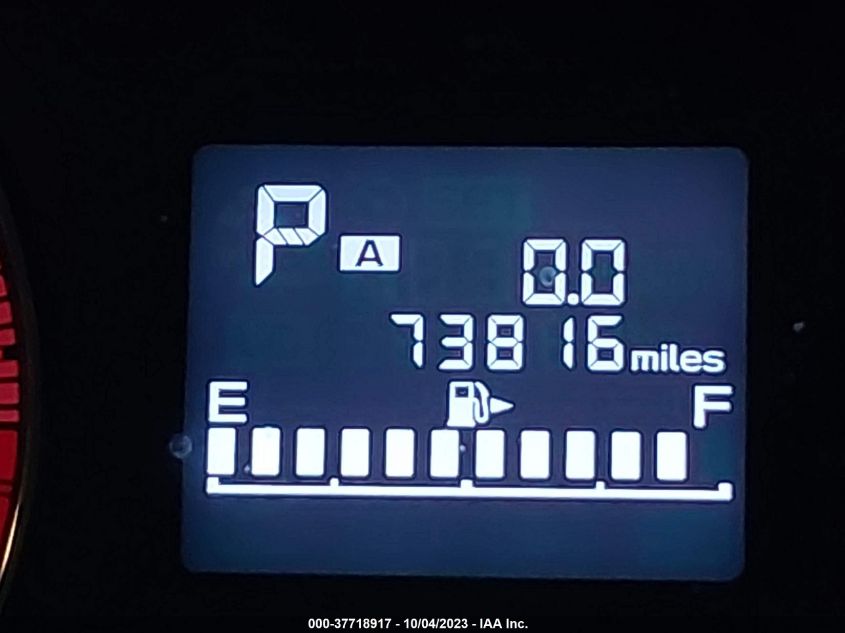 P A 0.0
73816 miles
E F
000-37718917 - 10/04/2023 - IAA Inc.